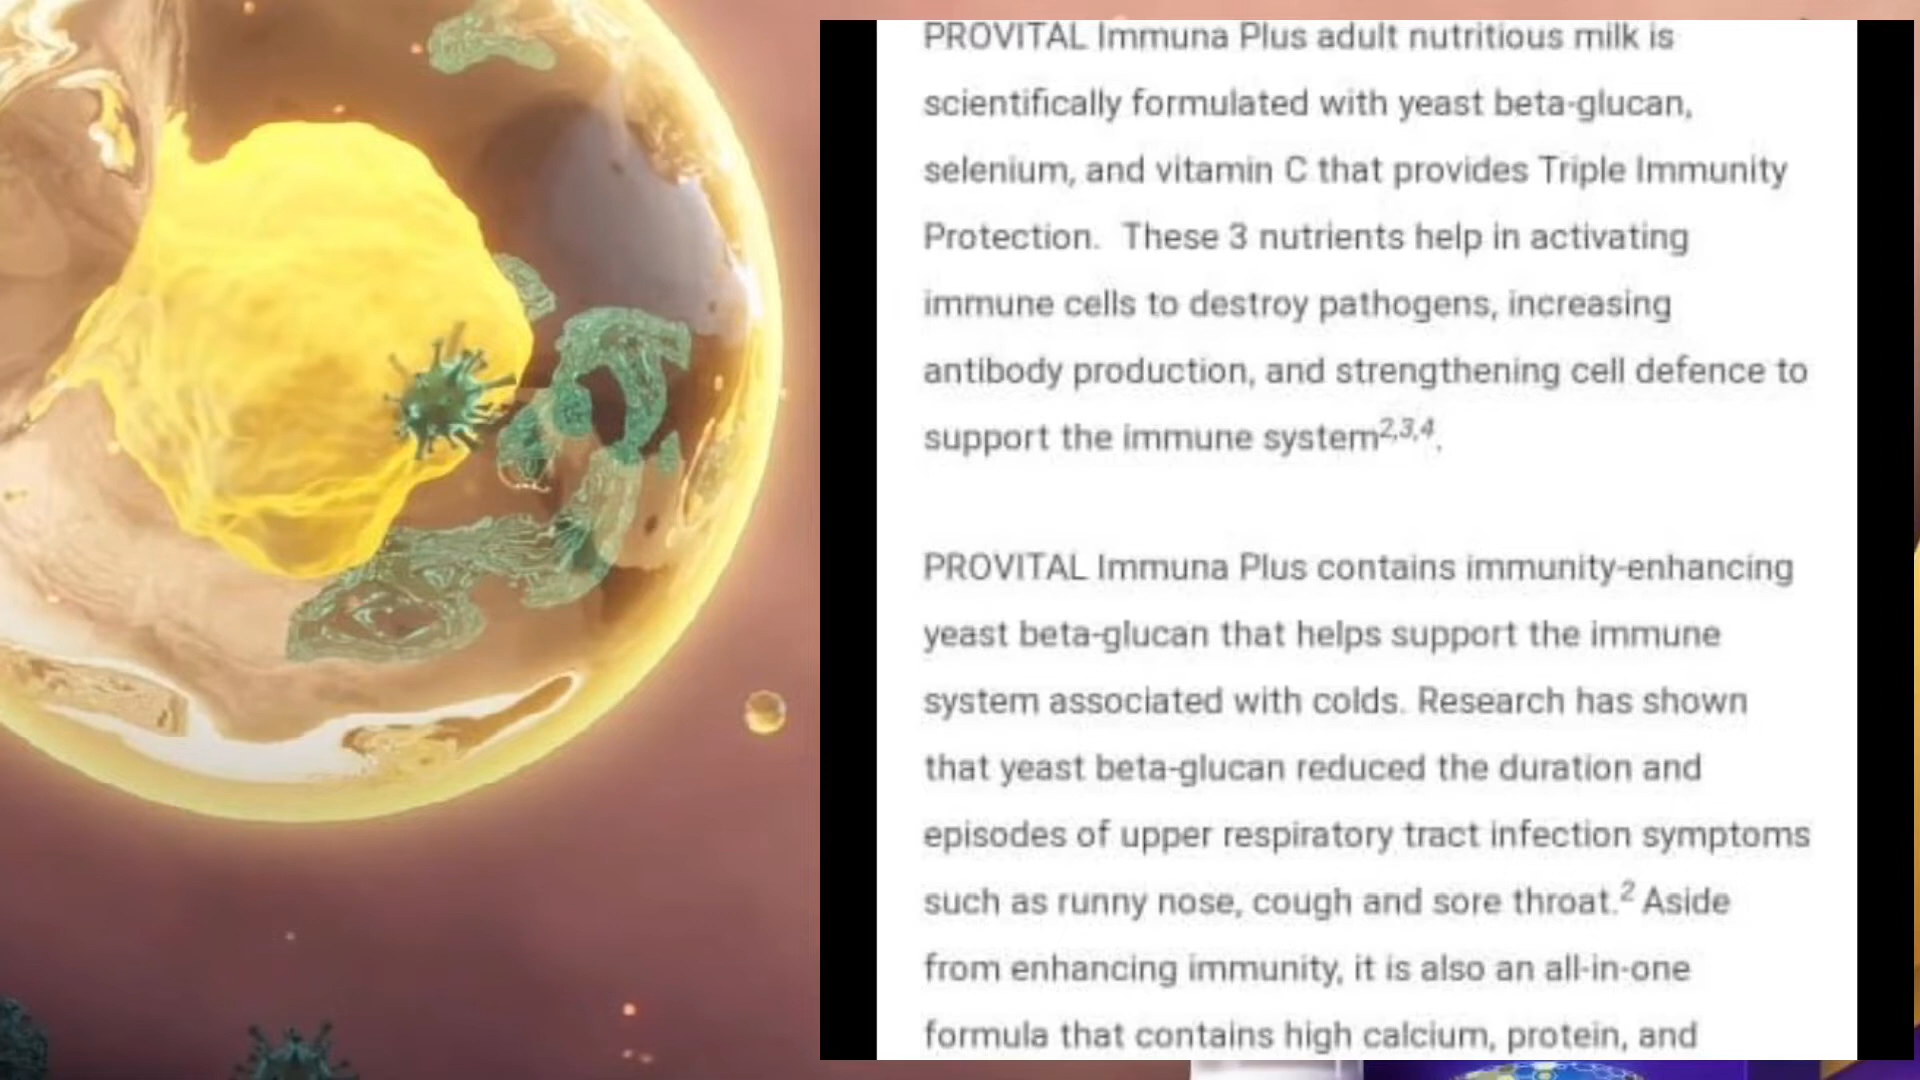 PROVITAL Immuna Plus adult nutritious milk is
scientifically formulated with yeast beta-glucan,
selenium, and vitamin C that provides Triple Immunity
Protection.  These 3 nutrients help in activating
immune cells to destroy pathogens, increasing
antibody production, and strengthening cell defence to
support the immune system2,3,4.
PROVITAL Immuna Plus contains immunity-enhancing
yeast beta-glucan that helps support the immune
system associated with colds. Research has shown
that yeast beta-glucan reduced the duration and
episodes of upper respiratory tract infection symptoms
such as runny nose, cough and sore throat.2 Aside
from enhancing immunity, it is also an all-in-one
formula that contains high calcium, protein, and